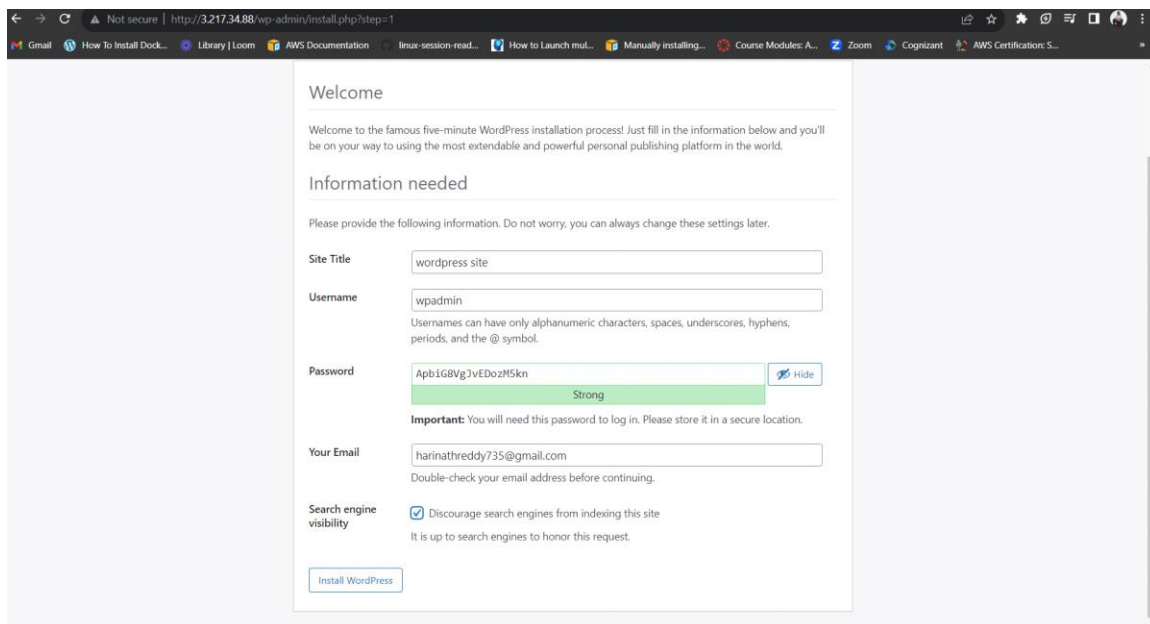 Not secure | http://3.217.34.88/wp-admin/install.php?step=1
Gmail How To Install Dock... Library | Loom AWS Documentation linux-session-read... How to Launch mul... Manually installing... Course Modules: A... Zoom Cognizant AWS Certification: S... »
Welcome
Welcome to the famous five-minute WordPress installation process! Just fill in the information below and you'll
be on your way to using the most extendable and powerful personal publishing platform in the world.
Information needed
Please provide the following information. Do not worry, you can always change these settings later.
Site Title wordpress site
Username wpadmin
Usernames can have only alphanumeric characters, spaces, underscores, hyphens,
periods, and the @ symbol.
Password ApbiG8VgJvEDozM5kn Hide
Strong
Important: You will need this password to log in. Please store it in a secure location.
Your Email harinathreddy735@gmail.com
Double-check your email address before continuing.
Search engine
visibility
Discourage search engines from indexing this site
It is up to search engines to honor this request.
Install WordPress